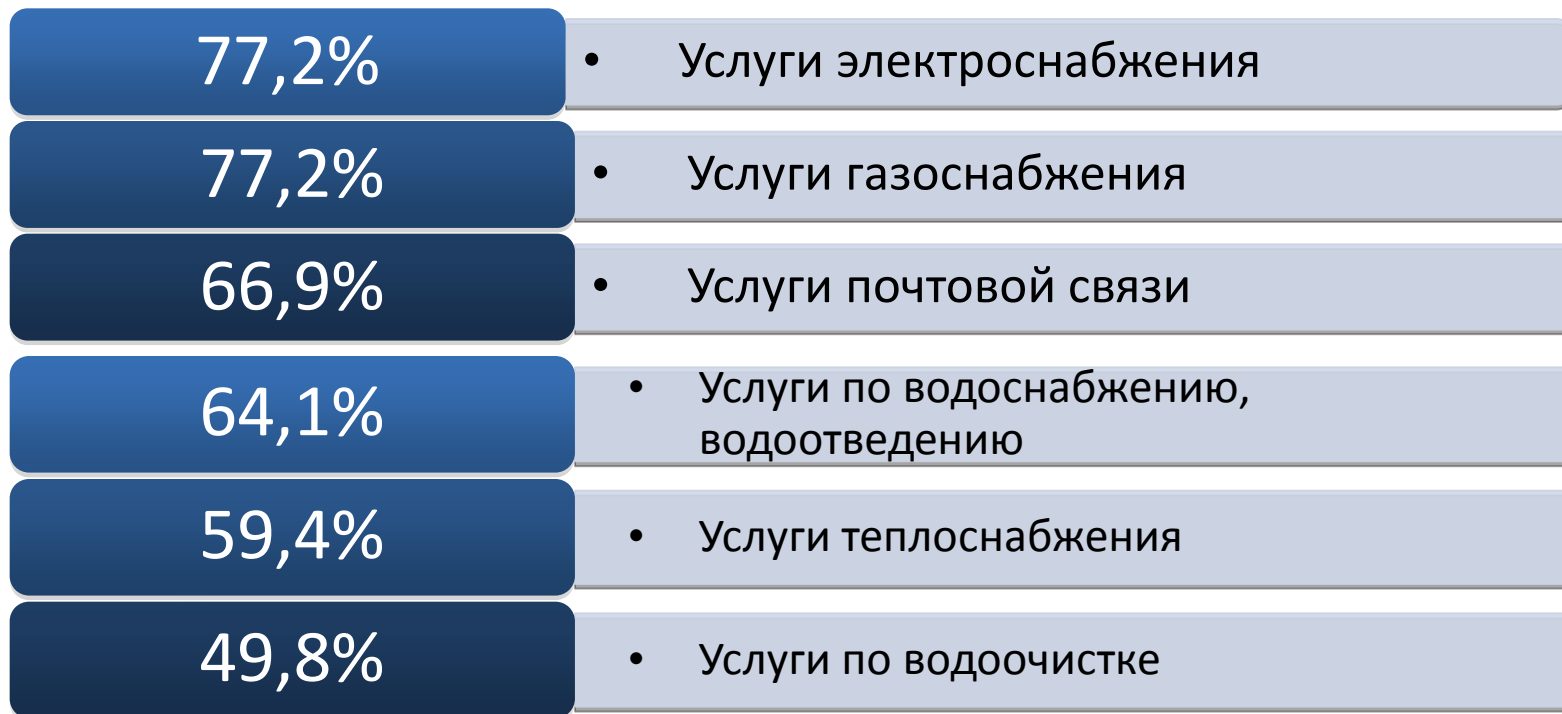 77,2%
• Услуги электроснабжения
77,2%
• Услуги газоснабжения
66,9%
• Услуги почтовой связи
64,1%
• Услуги по водоснабжению,
водоотведению
59,4%
• Услуги теплоснабжения
49,8%
• Услуги по водоочистке